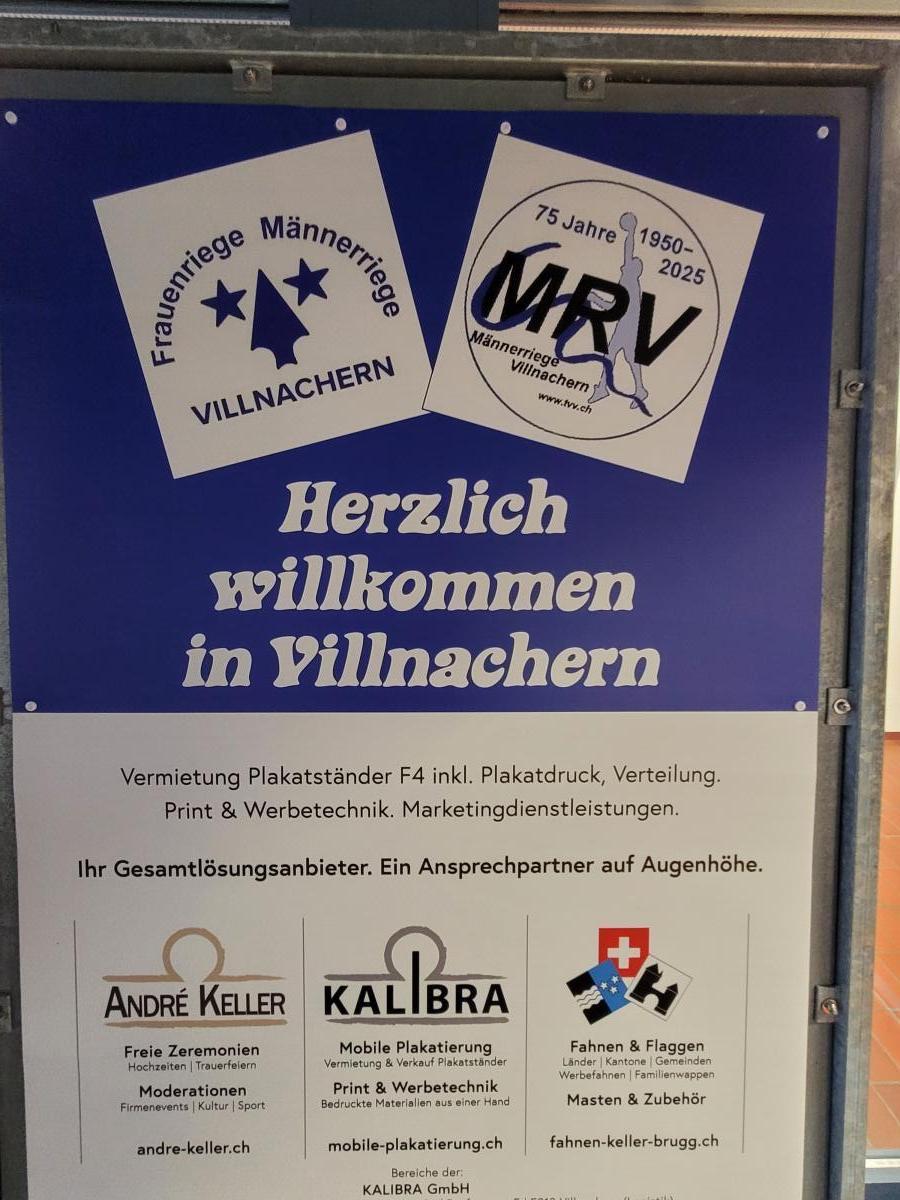 Frauenriege Männerriege
VILLNACHERN
75 Jahre 1950-
2025
MRV
Männerriege
Villnachern
www.tvv.ch
Herzlich
willkommen
in Villnachern
Vermietung Plakatständer F4 inkl. Plakatdruck, Verteilung.
Print & Werbetechnik. Marketingdienstleistungen.
Ihr Gesamtlösungsanbieter. Ein Ansprechpartner auf Augenhöhe.
ANDRÉ KELLER
Freie Zeremonien
Hochzeiten | Trauerfeiern
Moderationen
Firmenevents | Kultur | Sport
andre-keller.ch
KALIBRA
Mobile Plakatierung
Vermietung & Verkauf Plakatständer
Print & Werbetechnik
Bedruckte Materialien aus einer Hand
mobile-plakatierung.ch
Fahnen & Flaggen
Länder | Kantone | Gemeinden
Werbefahnen | Familienwappen
Masten & Zubehör
fahnen-keller-brugg.ch
Bereiche der:
KALIBRA GmbH